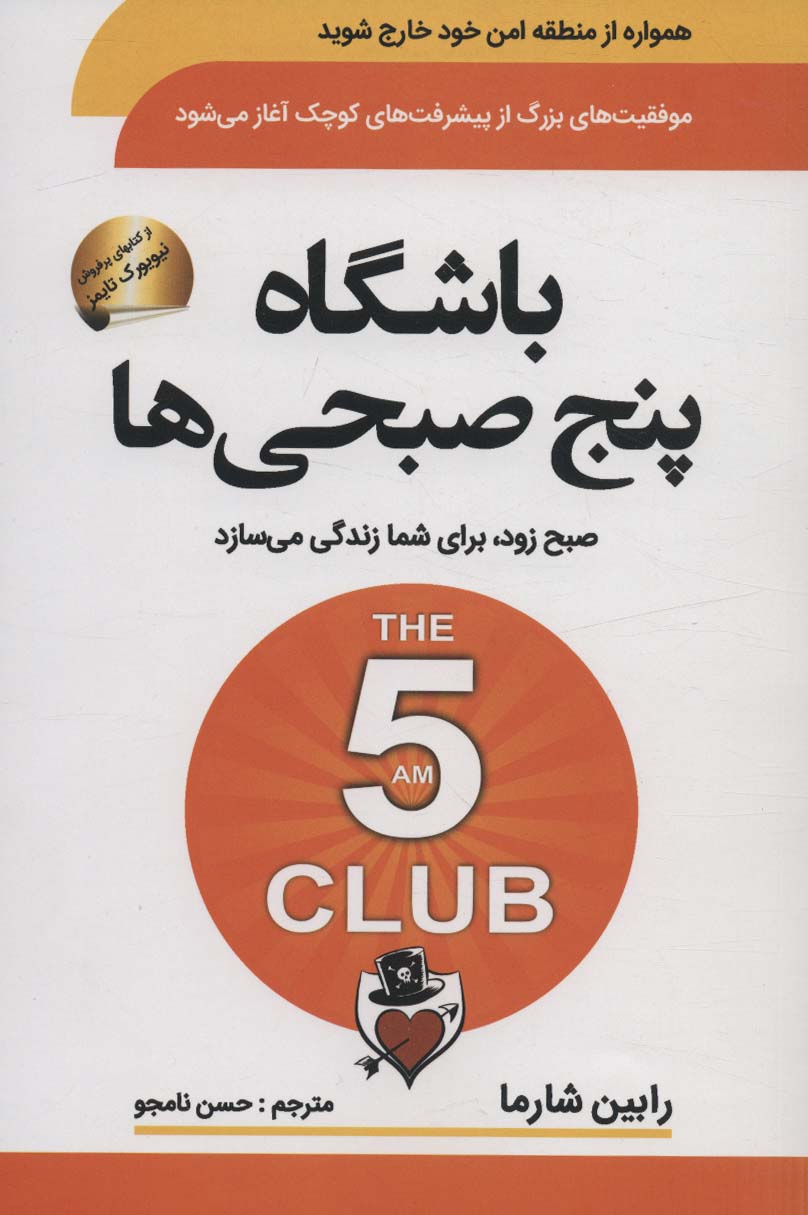 همواره از منطقه امن خود خارج شوید
موفقیت‌های بزرگ از پیشرفت‌های کوچک آغاز می‌شود
از کتابهای پرفروش
نیویورک تایمز
باشگاه
پنج صبحی‌ها
صبح زود، برای شما زندگی می‌سازد
THE
5
AM
CLUB
رابین شارما
مترجم : حسن نامجو